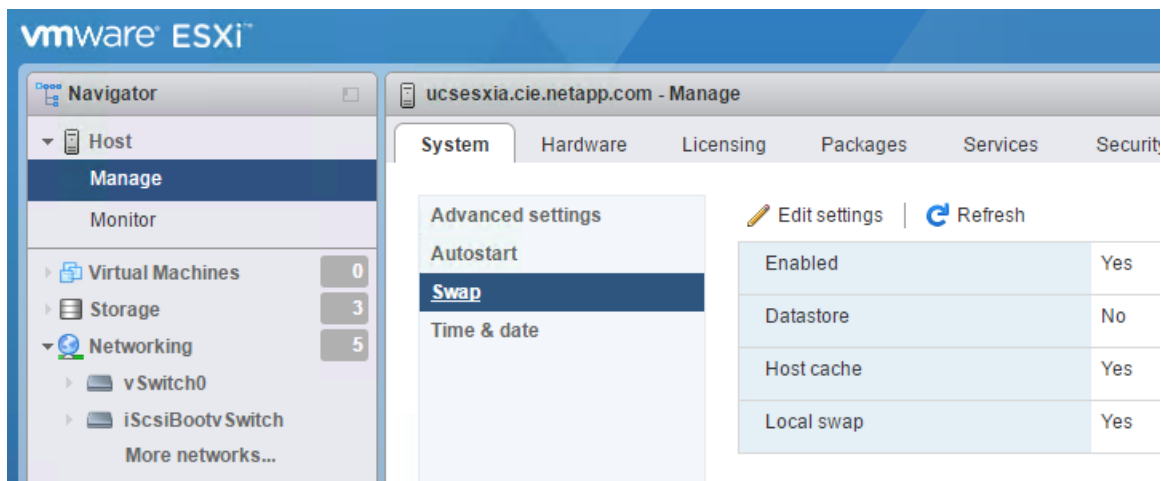 vmware® ESXi™
Navigator
Host
Manage
Monitor
Virtual Machines 0
Storage 3
Networking 5
vSwitch0
iScsiBootvSwitch
More networks...
ucsesxia.cie.netapp.com - Manage
System Hardware Licensing Packages Services Security
Advanced settings
Autostart
Swap
Time & date
Edit settings | Refresh
Enabled Yes
Datastore No
Host cache Yes
Local swap Yes